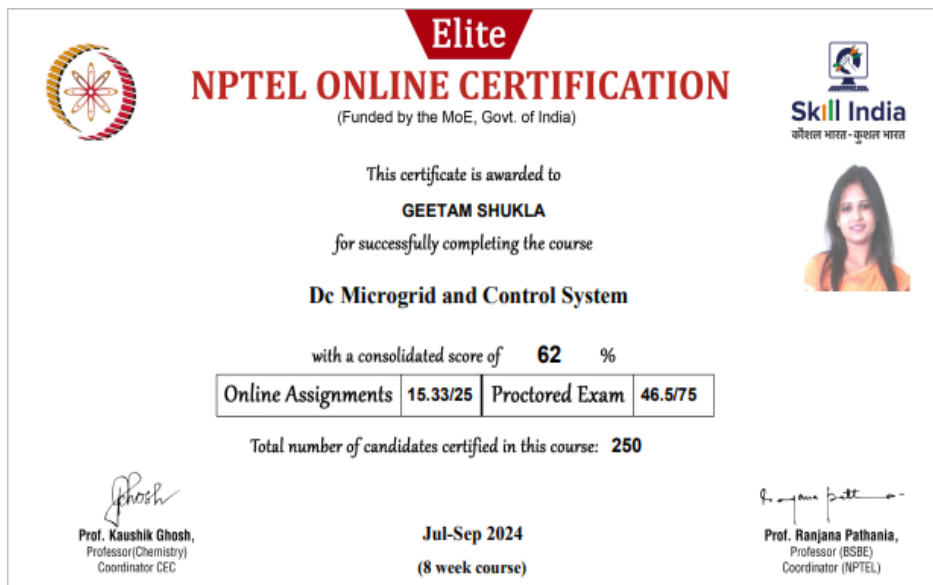 Elite
NPTEL ONLINE CERTIFICATION
(Funded by the MoE, Govt. of India)
Skill India
कौशल भारत - कुशल भारत
This certificate is awarded to
GEETAM SHUKLA
for successfully completing the course
Dc Microgrid and Control System
with a consolidated score of 62 %
Online Assignments 15.33/25 Proctored Exam 46.5/75
Total number of candidates certified in this course: 250
Prof. Kaushik Ghosh,
Professor(Chemistry)
Coordinator CEC
Jul-Sep 2024
(8 week course)
Prof. Ranjana Pathania,
Professor (BSBE)
Coordinator (NPTEL)